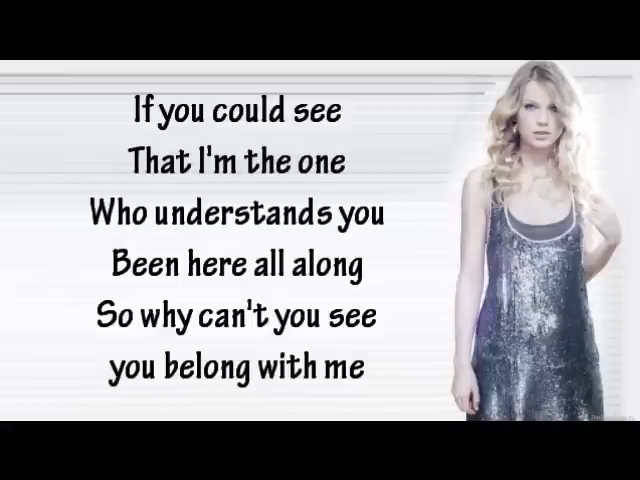 If you could see
That I'm the one
Who understands you
Been here all along
So why can't you see
you belong with me